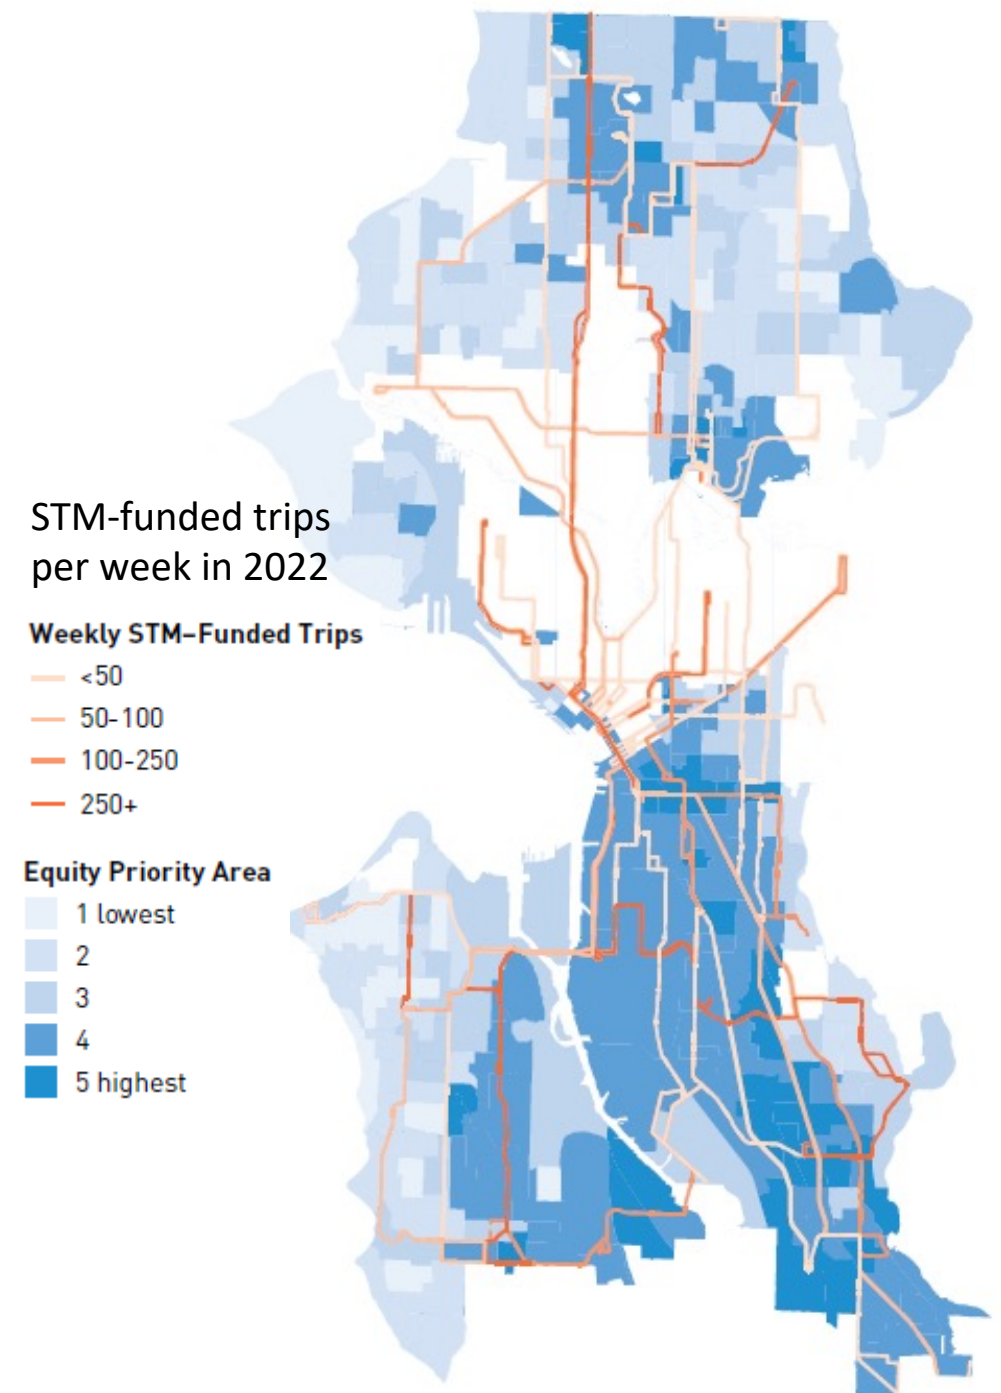 STM-funded trips
per week in 2022
Weekly STM–Funded Trips
<50
50-100
100-250
250+
Equity Priority Area
1 lowest
2
3
4
5 highest